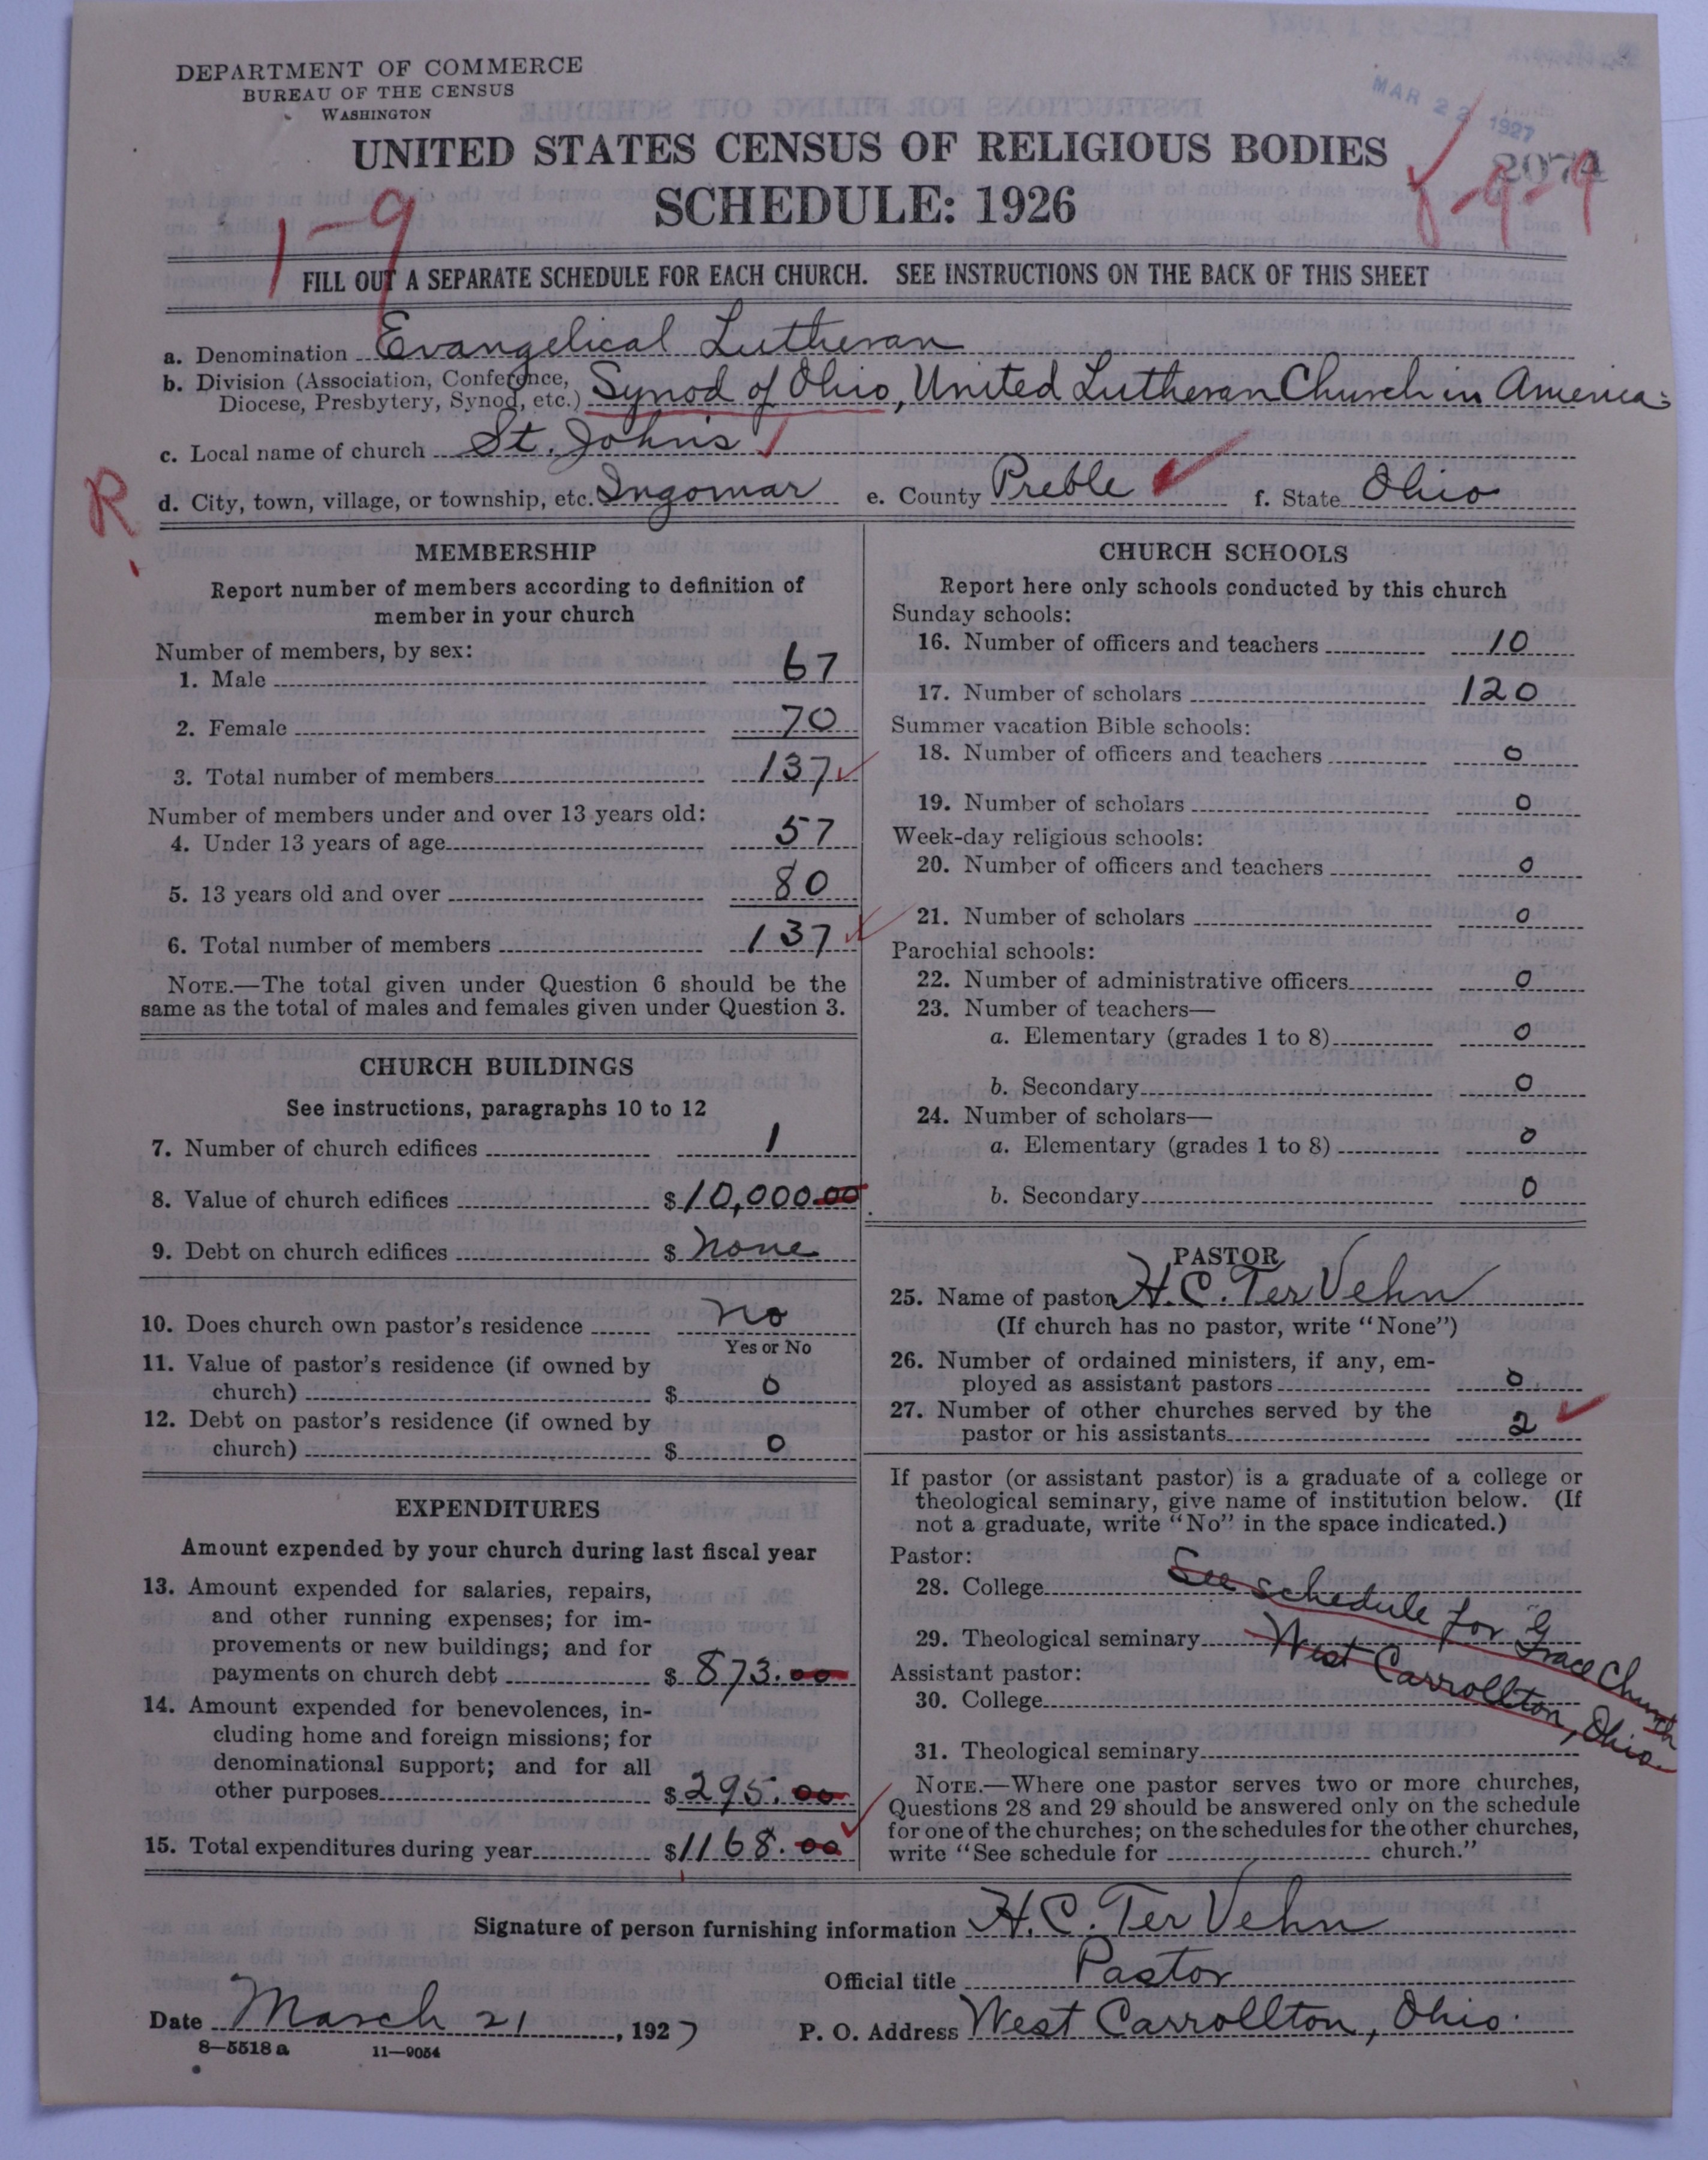 DEPARTMENT OF COMMERCE
BUREAU OF THE CENSUS
WASHINGTON
MAR 22 1927
UNITED STATES CENSUS OF RELIGIOUS BODIES
2074
SCHEDULE: 1926
1-9
FILL OUT A SEPARATE SCHEDULE FOR EACH CHURCH. SEE INSTRUCTIONS ON THE BACK OF THIS SHEET
a. Denomination Evangelical Lutheran
b. Division (Association, Conference, Diocese, Presbytery, Synod, etc.) Synod of Ohio, United Lutheran Church in America.
c. Local name of church St. Johns
R
d. City, town, village, or township, etc. Ingomar e. County Preble f. State Ohio
MEMBERSHIP
Report number of members according to definition of
member in your church
Number of members, by sex:
1. Male 67
2. Female 70
3. Total number of members 137
Number of members under and over 13 years old:
4. Under 13 years of age 57
5. 13 years old and over 80
6. Total number of members 137
NOTE.—The total given under Question 6 should be the
same as the total of males and females given under Question 3.
CHURCH BUILDINGS
See instructions, paragraphs 10 to 12
7. Number of church edifices 1
8. Value of church edifices $10,000.00
9. Debt on church edifices $ none
10. Does church own pastor's residence no
Yes or No
11. Value of pastor's residence (if owned by
church) $ 0
12. Debt on pastor's residence (if owned by
church) $ 0
EXPENDITURES
Amount expended by your church during last fiscal year
13. Amount expended for salaries, repairs,
and other running expenses; for im-
provements or new buildings; and for
payments on church debt $ 873.00
14. Amount expended for benevolences, in-
cluding home and foreign missions; for
denominational support; and for all
other purposes $295.00
15. Total expenditures during year $1168.00
CHURCH SCHOOLS
Report here only schools conducted by this church
Sunday schools:
16. Number of officers and teachers 10
17. Number of scholars 120
Summer vacation Bible schools:
18. Number of officers and teachers 0
19. Number of scholars 0
Week-day religious schools:
20. Number of officers and teachers 0
21. Number of scholars 0
Parochial schools:
22. Number of administrative officers 0
23. Number of teachers—
a. Elementary (grades 1 to 8) 0
b. Secondary 0
24. Number of scholars—
a. Elementary (grades 1 to 8) 0
b. Secondary 0
PASTOR
25. Name of pastor H. C. Ter Vehn
(If church has no pastor, write "None")
26. Number of ordained ministers, if any, em-
ployed as assistant pastors 0
27. Number of other churches served by the
pastor or his assistants 2
If pastor (or assistant pastor) is a graduate of a college or
theological seminary, give name of institution below. (If
not a graduate, write "No" in the space indicated.)
Pastor:
28. College See schedule for Grace Church
29. Theological seminary West Carrollton, Ohio.
Assistant pastor:
30. College
31. Theological seminary
NOTE.—Where one pastor serves two or more churches,
Questions 28 and 29 should be answered only on the schedule
for one of the churches; on the schedules for the other churches,
write "See schedule for church."
Signature of person furnishing information H. C. Ter Vehn
Official title Pastor
Date March 21, 1927 P. O. Address West Carrollton, Ohio.
8—5518a 11—9054